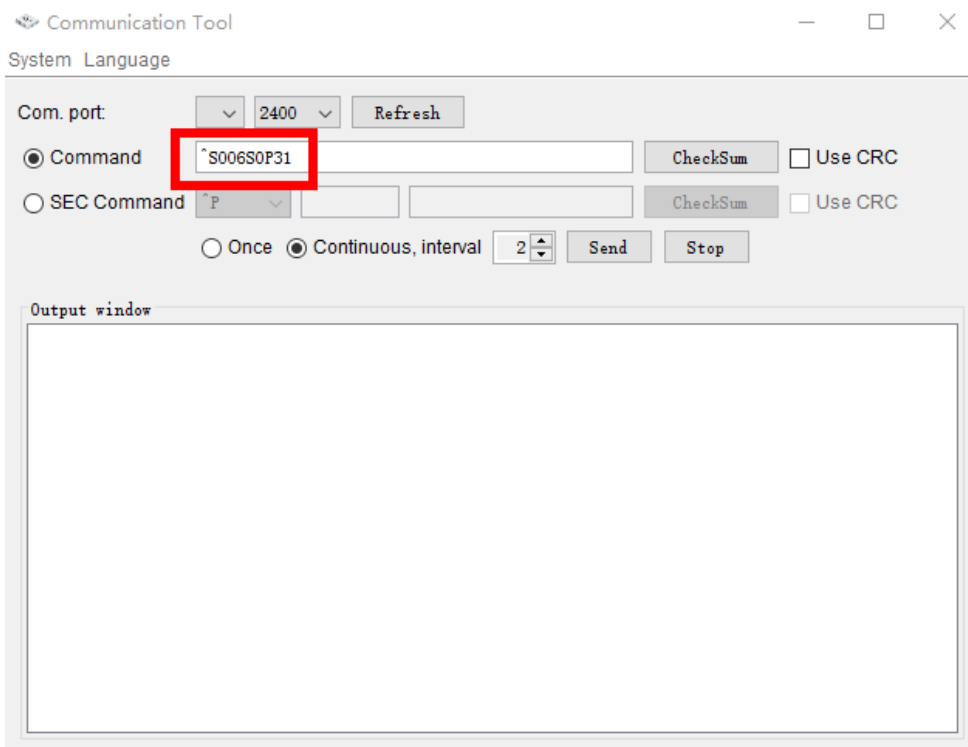 Communication Tool
System Language
Com. port: 2400 Refresh
Command ^S006S0P31 CheckSum Use CRC
SEC Command ^P CheckSum Use CRC
Once Continuous, interval 2 Send Stop
Output window